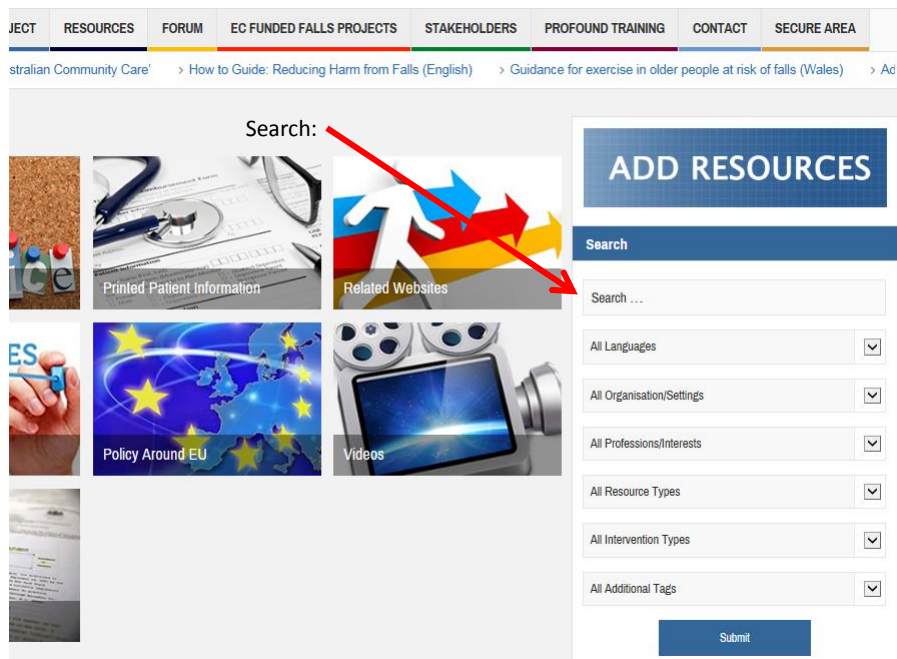 JECT RESOURCES FORUM EC FUNDED FALLS PROJECTS STAKEHOLDERS PROFOUND TRAINING CONTACT SECURE AREA
stralian Community Care' > How to Guide: Reducing Harm from Falls (English) > Guidance for exercise in older people at risk of falls (Wales) > Ad
Search:
ice
Printed Patient Information
Related Websites
ES
Policy Around EU
Videos
ADD RESOURCES
Search
Search ...
All Languages
All Organisation/Settings
All Professions/Interests
All Resource Types
All Intervention Types
All Additional Tags
Submit